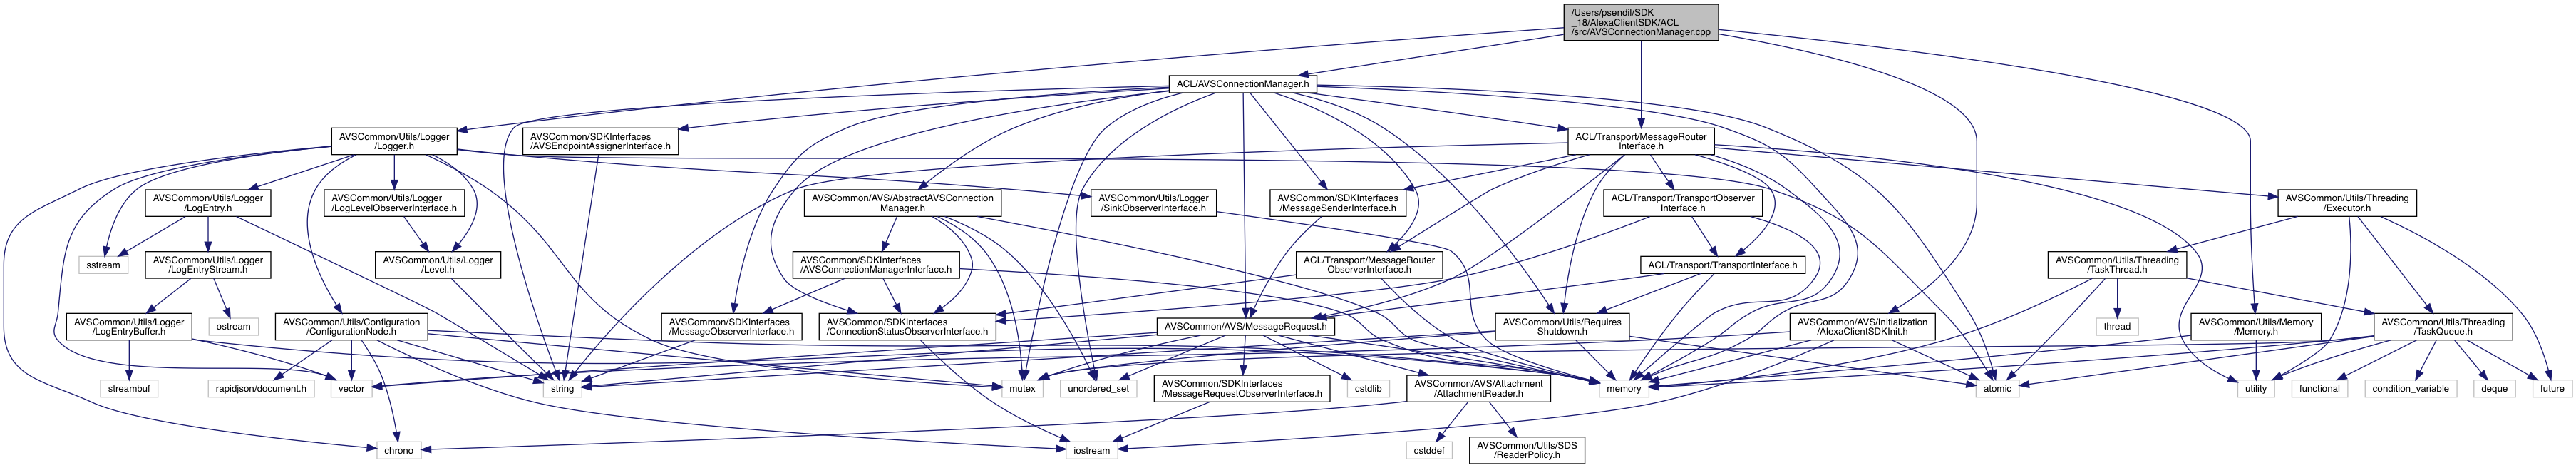 /Users/psendil/SDK
_18/AlexaClientSDK/ACL
/src/AVSConnectionManager.cpp
ACL/AVSConnectionManager.h
AVSCommon/Utils/Logger
/Logger.h
AVSCommon/SDKInterfaces
/AVSEndpointAssignerInterface.h
ACL/Transport/MessageRouter
Interface.h
AVSCommon/Utils/Logger
/LogEntry.h
AVSCommon/Utils/Logger
/LogLevelObserverInterface.h
AVSCommon/AVS/AbstractAVSConnection
Manager.h
AVSCommon/Utils/Logger
/SinkObserverInterface.h
AVSCommon/SDKInterfaces
/MessageSenderInterface.h
ACL/Transport/TransportObserver
Interface.h
AVSCommon/Utils/Threading
/Executor.h
sstream
AVSCommon/Utils/Logger
/LogEntryStream.h
AVSCommon/Utils/Logger
/Level.h
AVSCommon/SDKInterfaces
/AVSConnectionManagerInterface.h
ACL/Transport/MessageRouter
ObserverInterface.h
ACL/Transport/TransportInterface.h
AVSCommon/Utils/Threading
/TaskThread.h
AVSCommon/Utils/Logger
/LogEntryBuffer.h
ostream
AVSCommon/Utils/Configuration
/ConfigurationNode.h
AVSCommon/SDKInterfaces
/MessageObserverInterface.h
AVSCommon/SDKInterfaces
/ConnectionStatusObserverInterface.h
AVSCommon/AVS/MessageRequest.h
AVSCommon/Utils/Requires
Shutdown.h
AVSCommon/AVS/Initialization
/AlexaClientSDKInit.h
thread
AVSCommon/Utils/Memory
/Memory.h
AVSCommon/Utils/Threading
/TaskQueue.h
streambuf
rapidjson/document.h
vector
string
mutex
unordered_set
AVSCommon/SDKInterfaces
/MessageRequestObserverInterface.h
cstdlib
AVSCommon/AVS/Attachment
/AttachmentReader.h
memory
atomic
utility
functional
condition_variable
deque
future
chrono
iostream
cstddef
AVSCommon/Utils/SDS
/ReaderPolicy.h